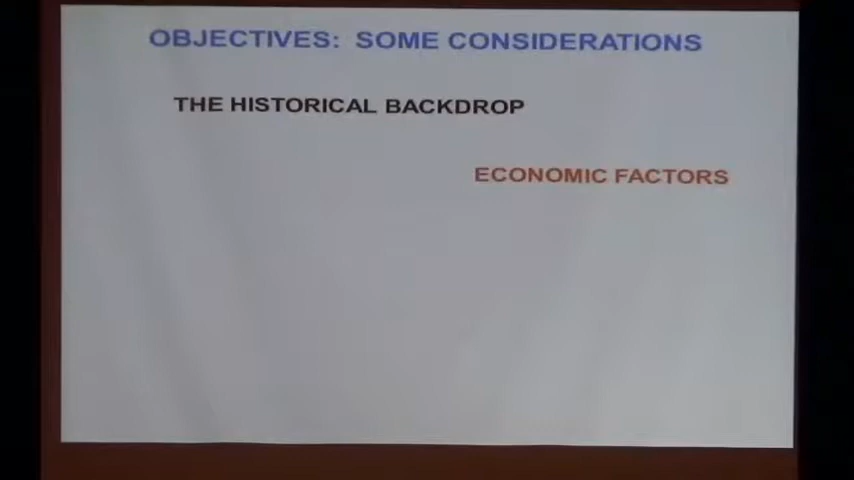 OBJECTIVES: SOME CONSIDERATIONS
THE HISTORICAL BACKDROP
ECONOMIC FACTORS